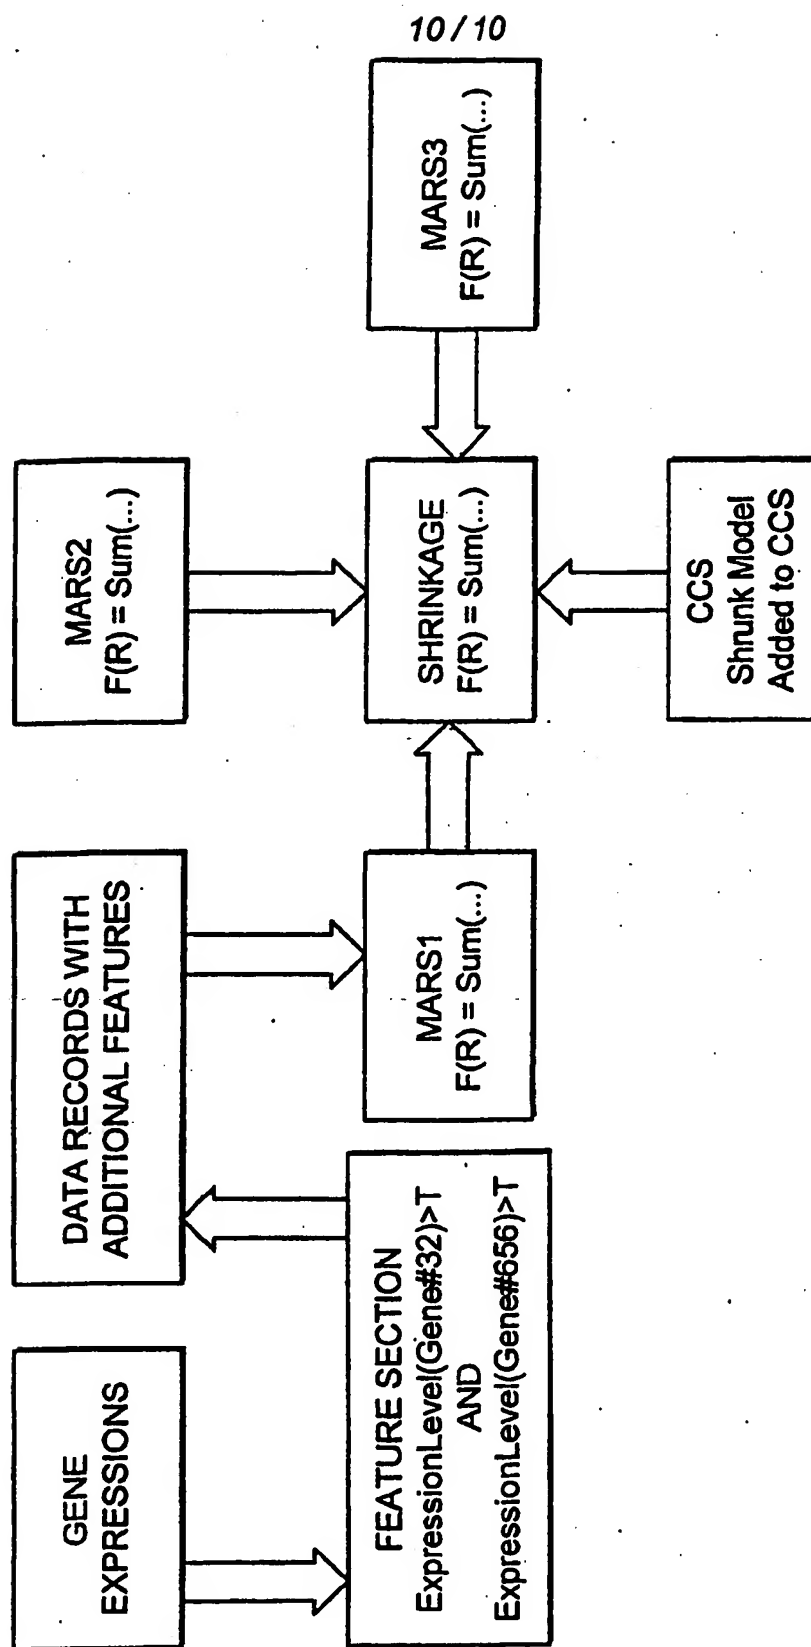 10/10
GENE
EXPRESSIONS
FEATURE SECTION
ExpressionLevel(Gene#32)>T
AND
ExpressionLevel(Gene#656)>T
DATA RECORDS WITH
ADDITIONAL FEATURES
MARS1
F(R) = Sum(...)
MARS2
F(R) = Sum(...)
SHRINKAGE
F(R) = Sum(...)
CCS
Shrunk Model
Added to CCS
MARS3
F(R) = Sum(...)